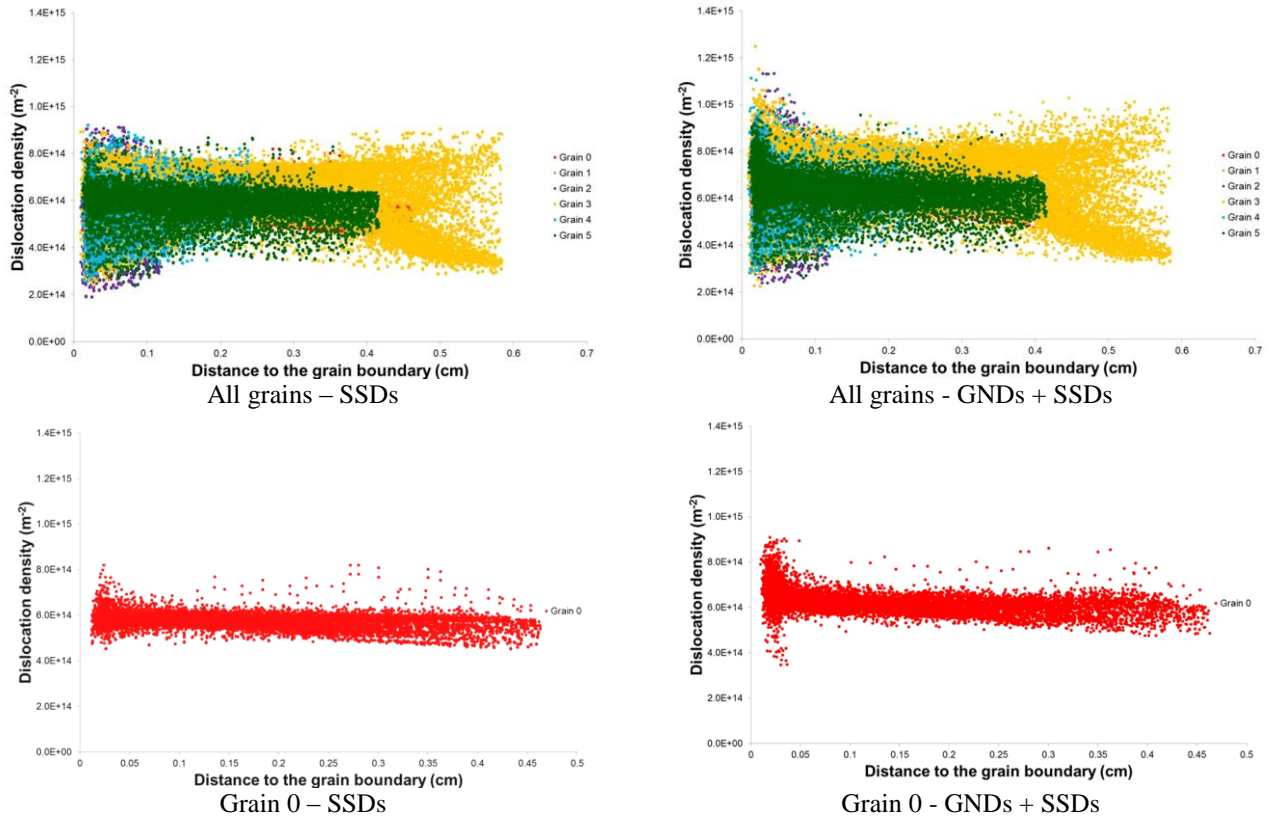 1.4E+15
1.2E+15
1.0E+15
8.0E+14
6.0E+14
4.0E+14
2.0E+14
0.0E+00
Dislocation density (m-2)
0 0.1 0.2 0.3 0.4 0.5 0.6 0.7
Distance to the grain boundary (cm)
Grain 0
Grain 1
Grain 2
Grain 3
Grain 4
Grain 5
All grains – SSDs
1.4E+15
1.2E+15
1.0E+15
8.0E+14
6.0E+14
4.0E+14
2.0E+14
0.0E+00
Dislocation density (m-2)
0 0.1 0.2 0.3 0.4 0.5 0.6 0.7
Distance to the grain boundary (cm)
Grain 0
Grain 1
Grain 2
Grain 3
Grain 4
Grain 5
All grains - GNDs + SSDs
1.4E+15
1.2E+15
1.0E+15
8.0E+14
6.0E+14
4.0E+14
2.0E+14
0.0E+00
Dislocation density (m-2)
0 0.05 0.1 0.15 0.2 0.25 0.3 0.35 0.4 0.45 0.5
Distance to the grain boundary (cm)
Grain 0
Grain 0 – SSDs
1.4E+15
1.2E+15
1.0E+15
8.0E+14
6.0E+14
4.0E+14
2.0E+14
0.0E+00
Dislocation density (m-2)
0 0.05 0.1 0.15 0.2 0.25 0.3 0.35 0.4 0.45 0.5
Distance to the grain boundary (cm)
Grain 0
Grain 0 - GNDs + SSDs